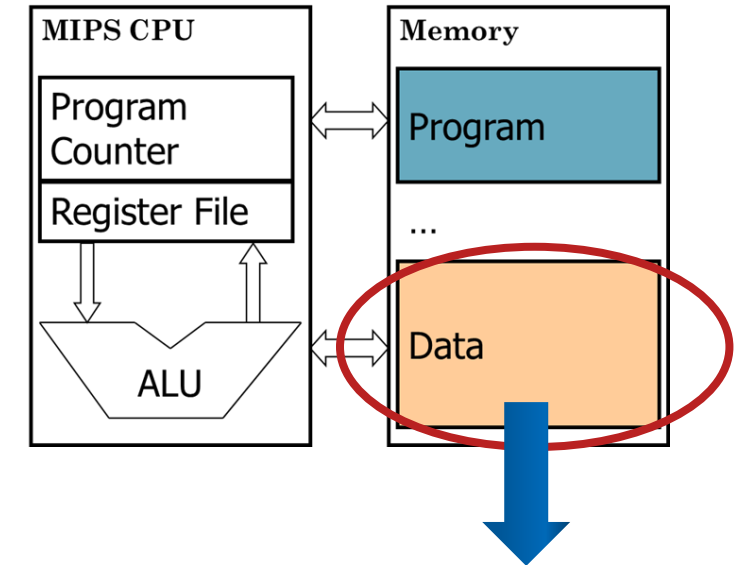 MIPS CPU
Program
Counter
Register File
ALU
Memory
Program
...
Data